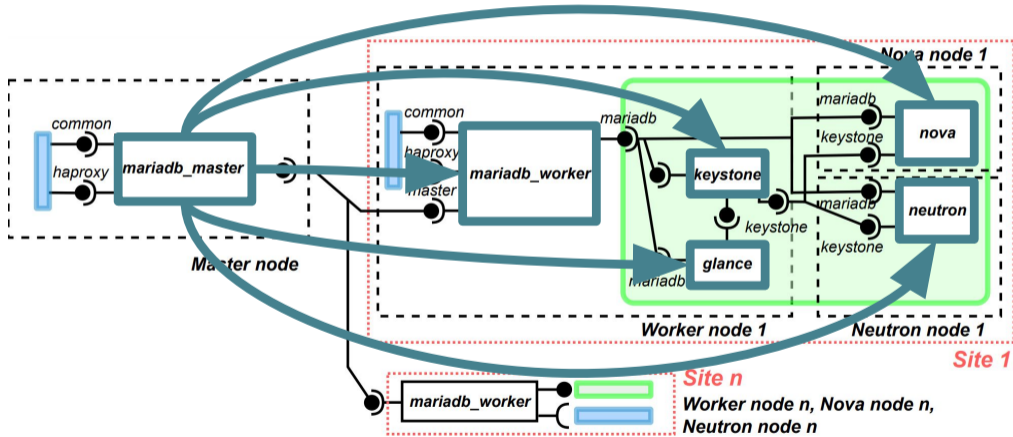 Nova node 1
common
haproxy
mariadb_master
Master node
common
haproxy
master
mariadb_worker
mariadb
keystone
glance
mariadb
keystone
mariadb
keystone
nova
mariadb
keystone
neutron
Worker node 1
Neutron node 1
Site 1
Site n
mariadb_worker
Worker node n, Nova node n,
Neutron node n